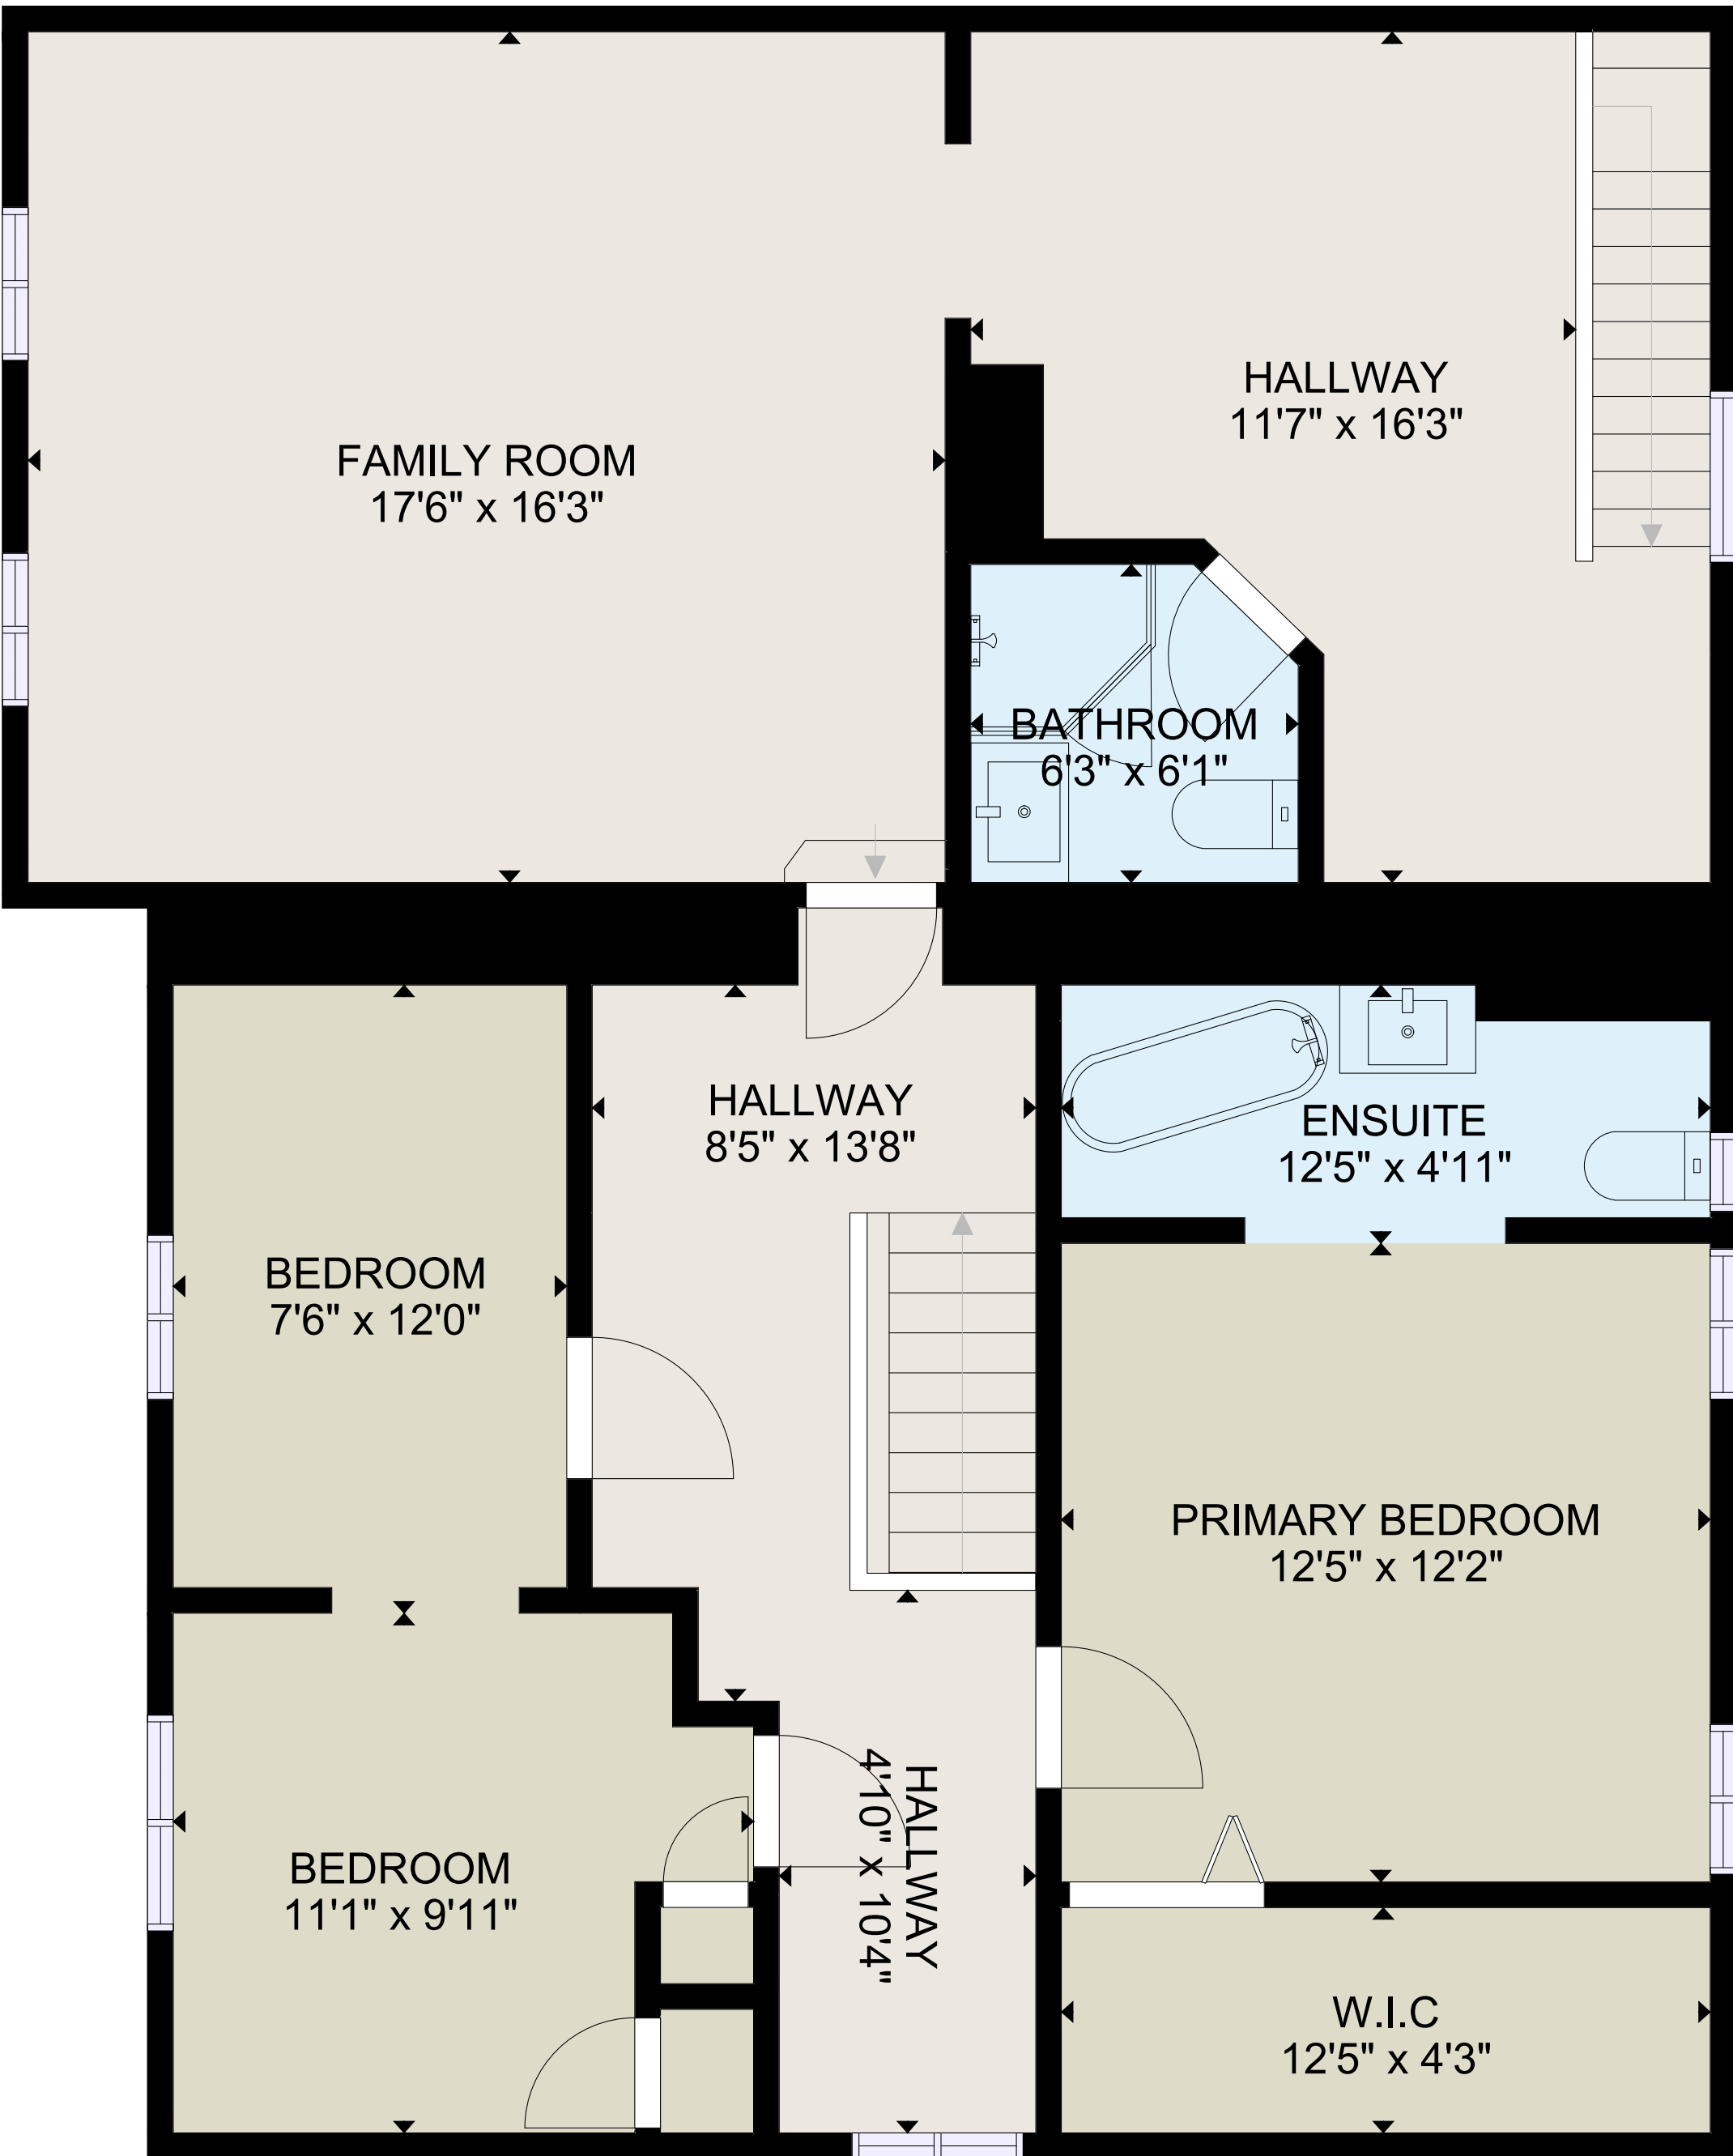 HALLWAY
11'7" x 16'3"
FAMILY ROOM
17'6" x 16'3"
BATHROOM
6'3" x 6'1"
HALLWAY
8'5" x 13'8"
ENSUITE
12'5" x 4'11"
BEDROOM
7'6" x 12'0"
PRIMARY BEDROOM
12'5" x 12'2"
HALLWAY
4'10" x 10'4"
BEDROOM
11'1" x 9'11"
W.I.C
12'5" x 4'3"